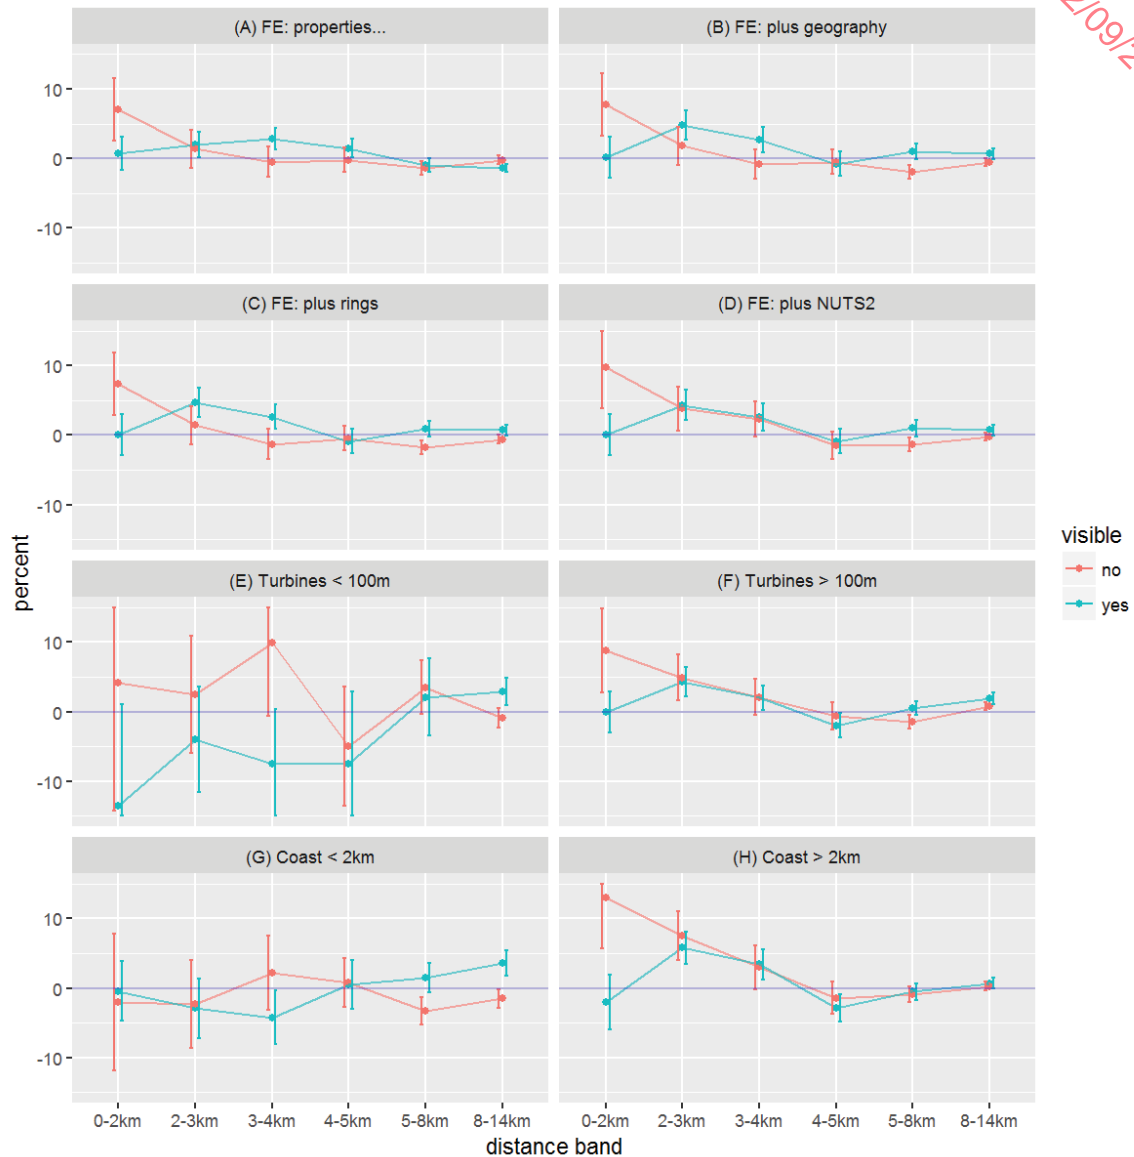 2/09/2
(A) FE: properties...
(B) FE: plus geography
10
0
-10
(C) FE: plus rings
(D) FE: plus NUTS2
10
0
-10
(E) Turbines < 100m
(F) Turbines > 100m
10
0
-10
(G) Coast < 2km
(H) Coast > 2km
10
0
-10
0-2km 2-3km 3-4km 4-5km 5-8km 8-14km
0-2km 2-3km 3-4km 4-5km 5-8km 8-14km
distance band
percent
visible
no
yes